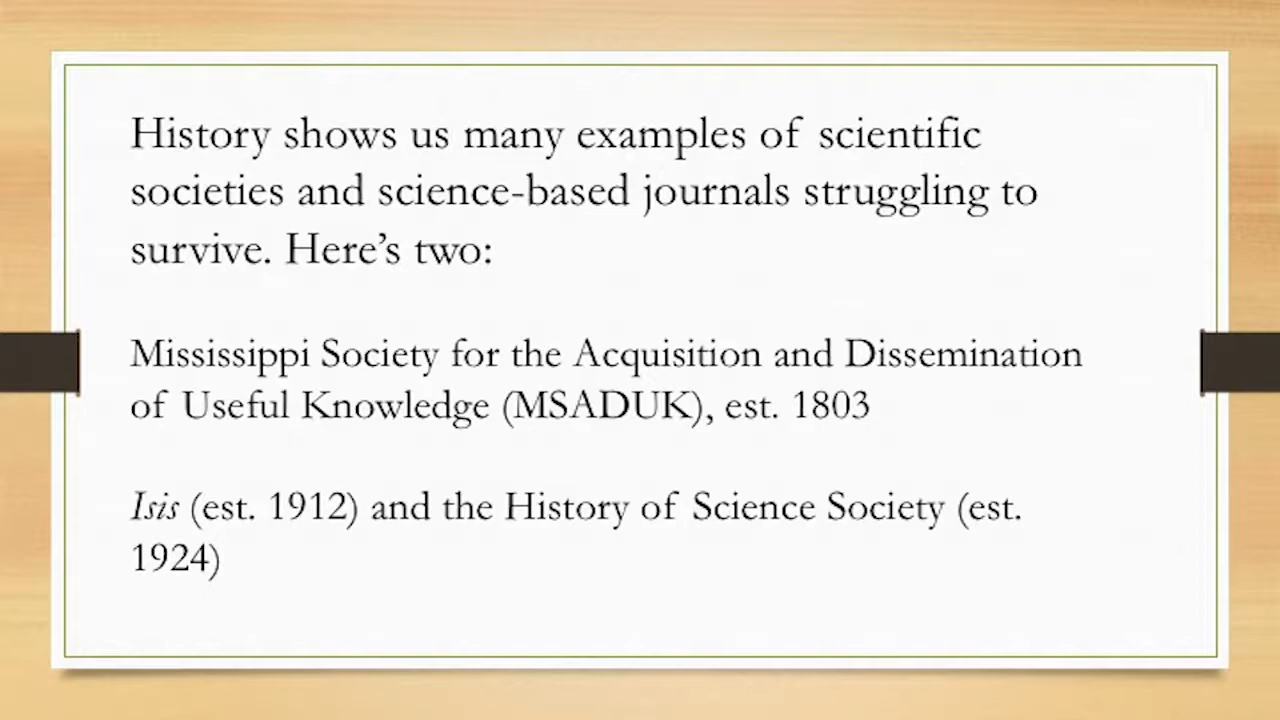 History shows us many examples of scientific
societies and science-based journals struggling to
survive. Here’s two:
Mississippi Society for the Acquisition and Dissemination
of Useful Knowledge (MSADUK), est. 1803
Isis (est. 1912) and the History of Science Society (est.
1924)